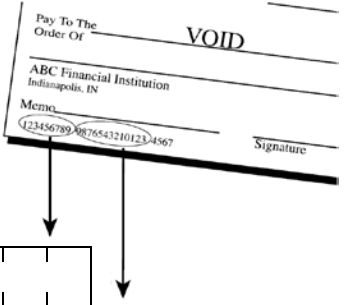 Pay To The
Order Of
VOID
ABC Financial Institution
Indianapolis, IN
Memo
123456789 9876543210123 4567
Signature